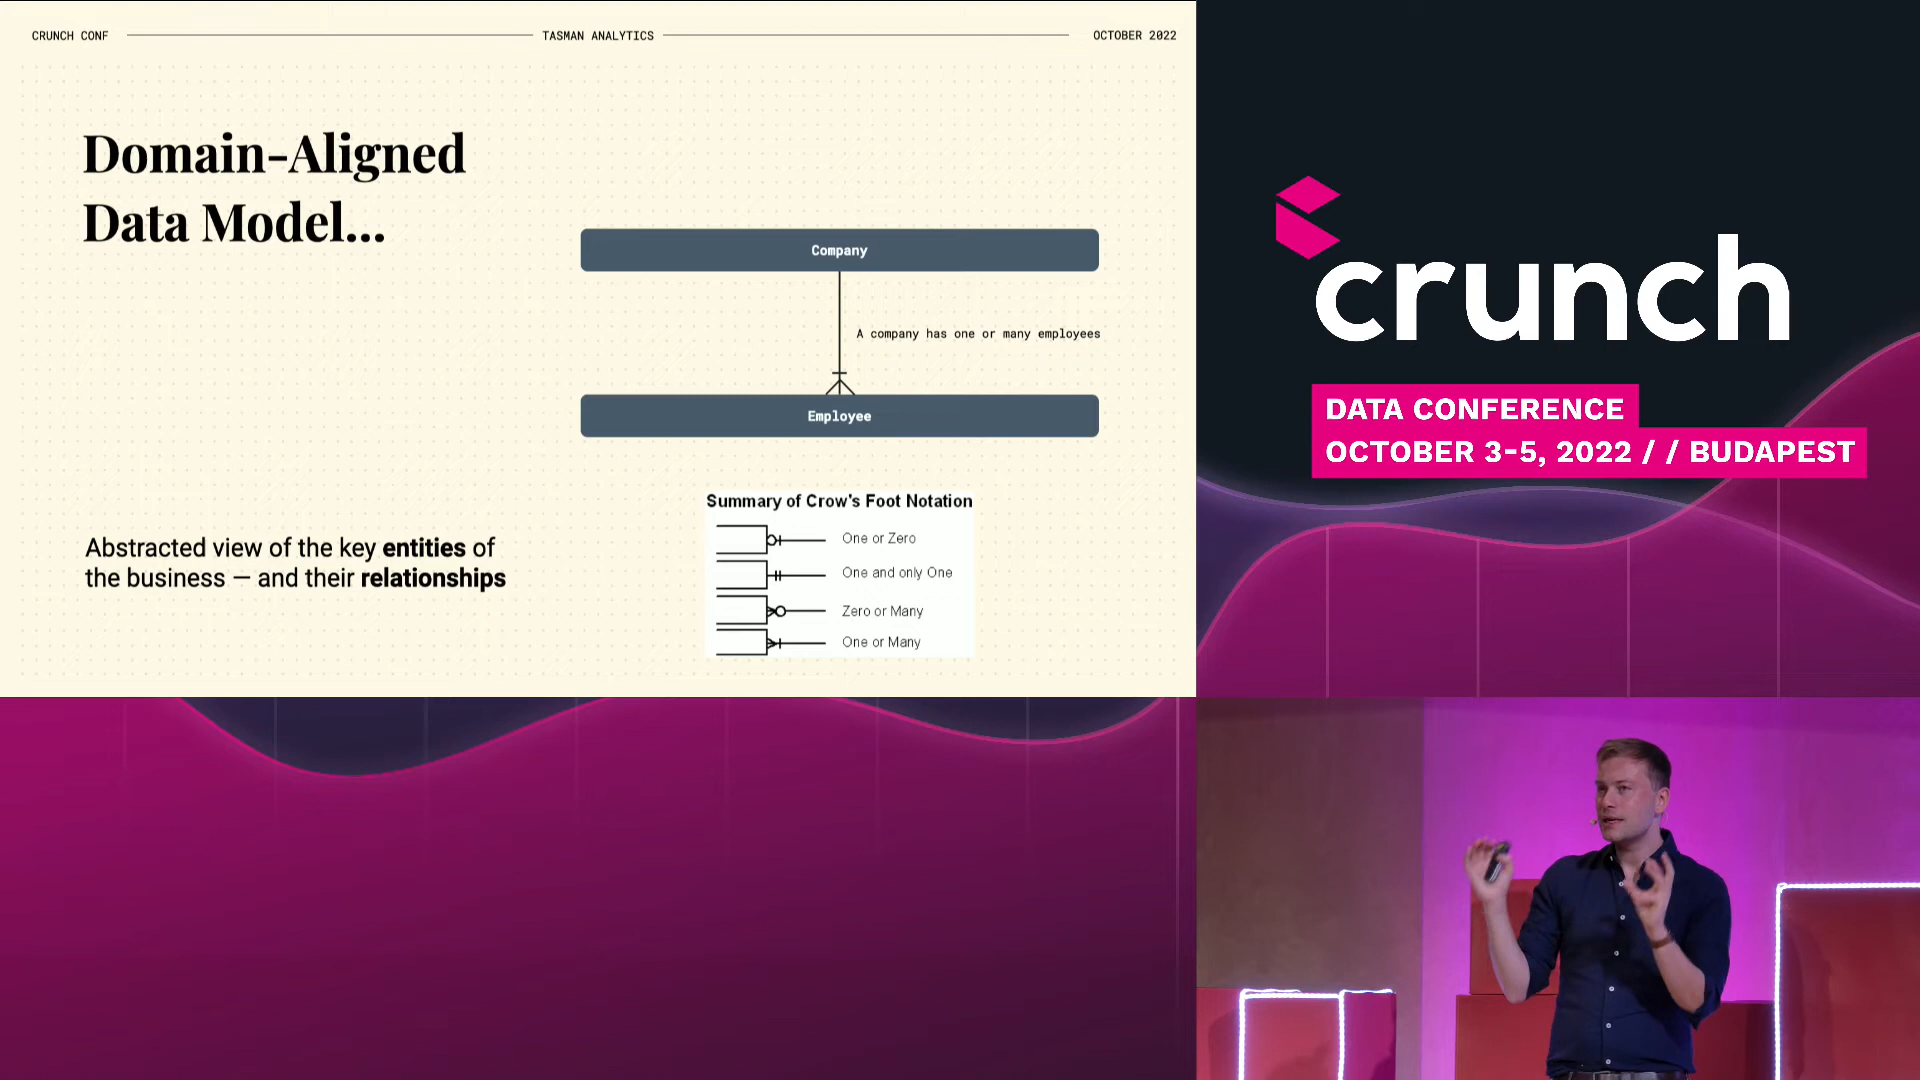 CRUNCH CONF
TASMAN ANALYTICS
OCTOBER 2022
Domain-Aligned
Data Model...
Company
A company has one or many employees
Employee
Summary of Crow's Foot Notation
One or Zero
One and only One
Zero or Many
One or Many
Abstracted view of the key entities of
the business — and their relationships
crunch
DATA CONFERENCE
OCTOBER 3-5, 2022 // BUDAPEST